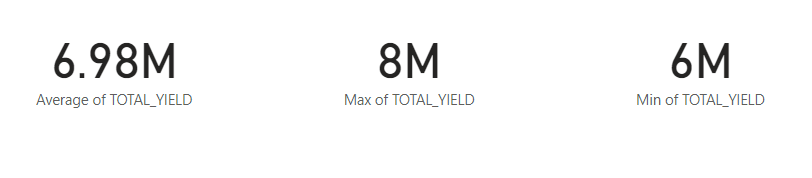 6.98M 8M 6M
Average of TOTAL_YIELD Max of TOTAL_YIELD Min of TOTAL_YIELD